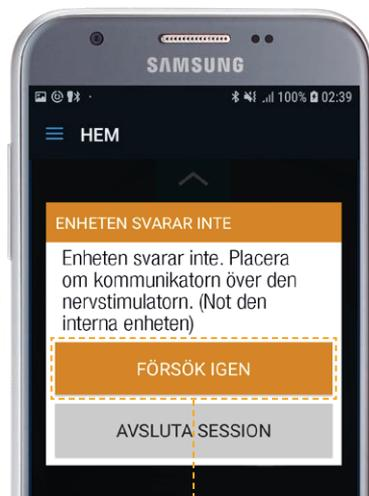 SAMSUNG
100% 02:39
HEM
ENHETEN SVARAR INTE
Enheten svarar inte. Placera
om kommunikatorn över den
nervstimulatorn. (Not den
interna enheten)
FÖRSÖK IGEN
AVSLUTA SESSION